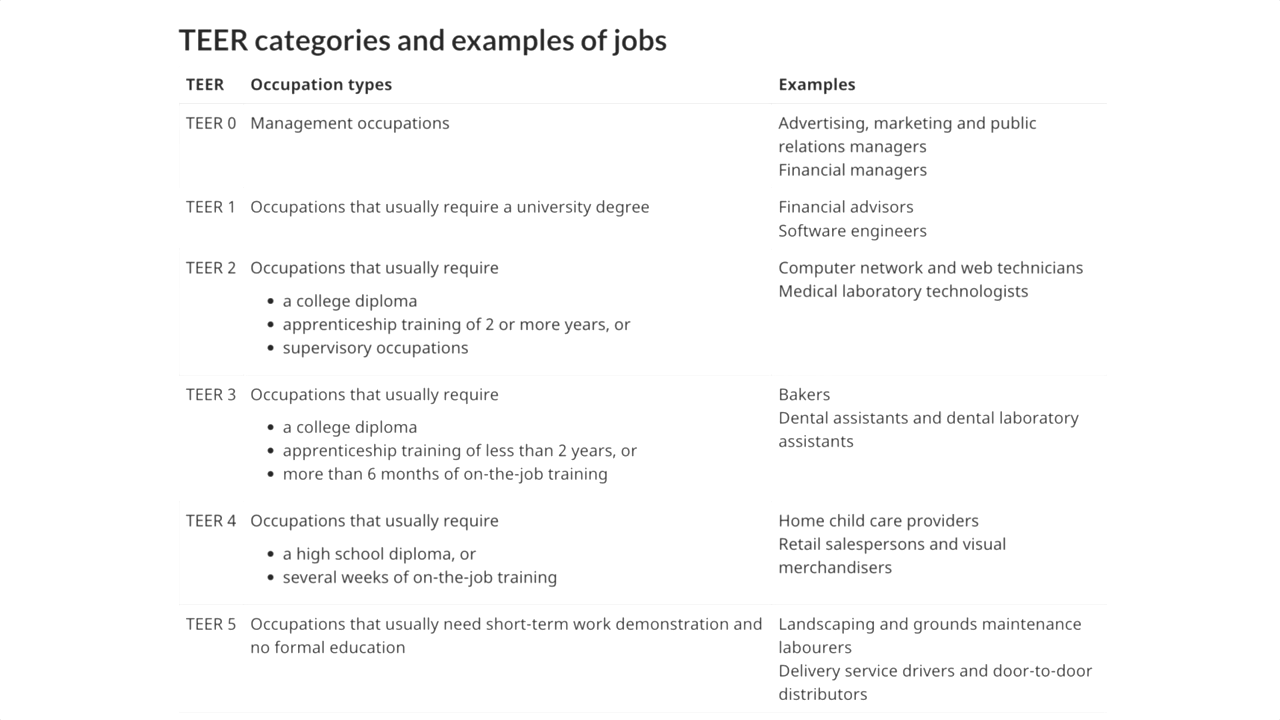 TEER categories and examples of jobs
TEER Occupation types Examples
TEER 0 Management occupations Advertising, marketing and public
relations managers
Financial managers
TEER 1 Occupations that usually require a university degree Financial advisors
Software engineers
TEER 2 Occupations that usually require Computer network and web technicians
Medical laboratory technologists
• a college diploma
• apprenticeship training of 2 or more years, or
• supervisory occupations
TEER 3 Occupations that usually require Bakers
Dental assistants and dental laboratory
assistants
• a college diploma
• apprenticeship training of less than 2 years, or
• more than 6 months of on-the-job training
TEER 4 Occupations that usually require Home child care providers
Retail salespersons and visual
merchandisers
• a high school diploma, or
• several weeks of on-the-job training
TEER 5 Occupations that usually need short-term work demonstration and Landscaping and grounds maintenance
no formal education labourers
Delivery service drivers and door-to-door
distributors